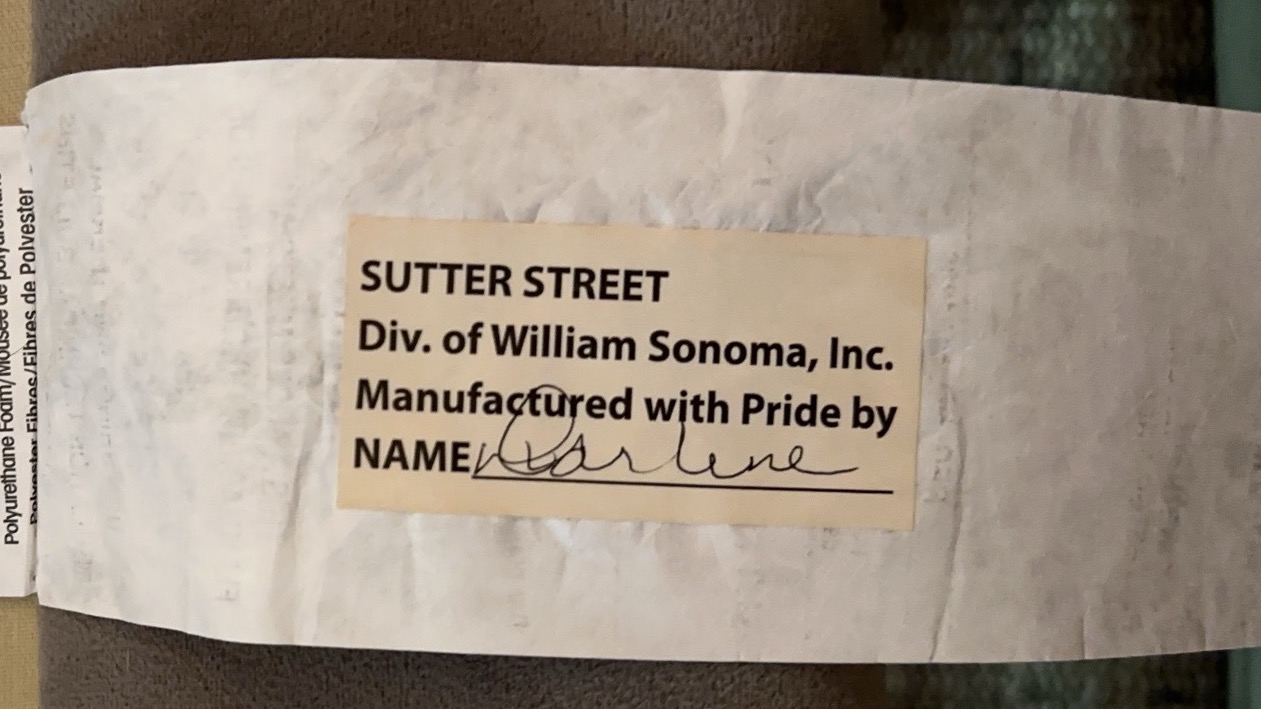 SUTTER STREET
Div. of William Sonoma, Inc.
Manufactured with Pride by
NAME Darlene
Polyurethane Foam/Mousse de polyuréthane
Polyester Fibres/Fibres de Polyester